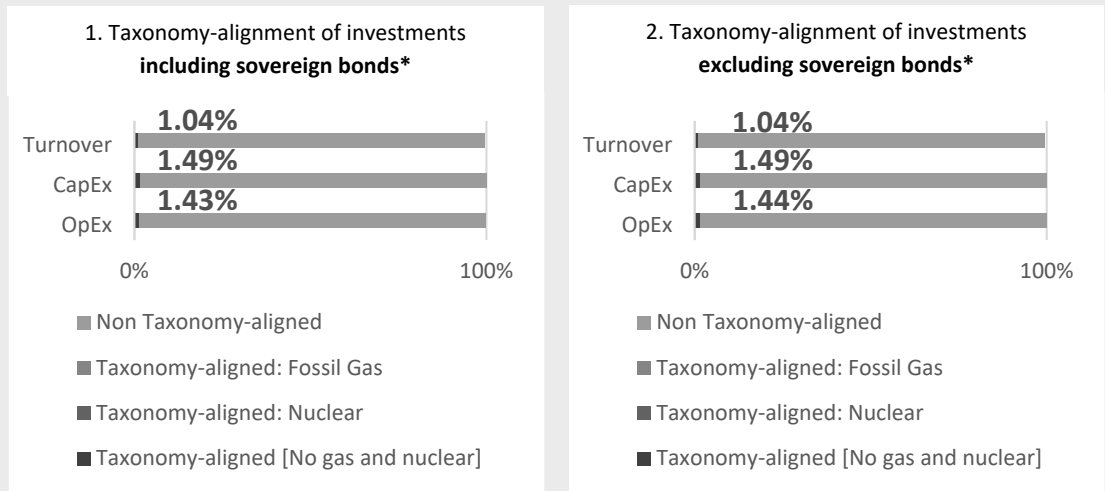 1. Taxonomy-alignment of investments
including sovereign bonds*
1.04%
Turnover
1.49%
CapEx
1.43%
OpEx
0%
100%
Non Taxonomy-aligned
Taxonomy-aligned: Fossil Gas
Taxonomy-aligned: Nuclear
Taxonomy-aligned [No gas and nuclear]
2. Taxonomy-alignment of investments
excluding sovereign bonds*
1.04%
Turnover
1.49%
CapEx
1.44%
OpEx
0%
100%
Non Taxonomy-aligned
Taxonomy-aligned: Fossil Gas
Taxonomy-aligned: Nuclear
Taxonomy-aligned [No gas and nuclear]